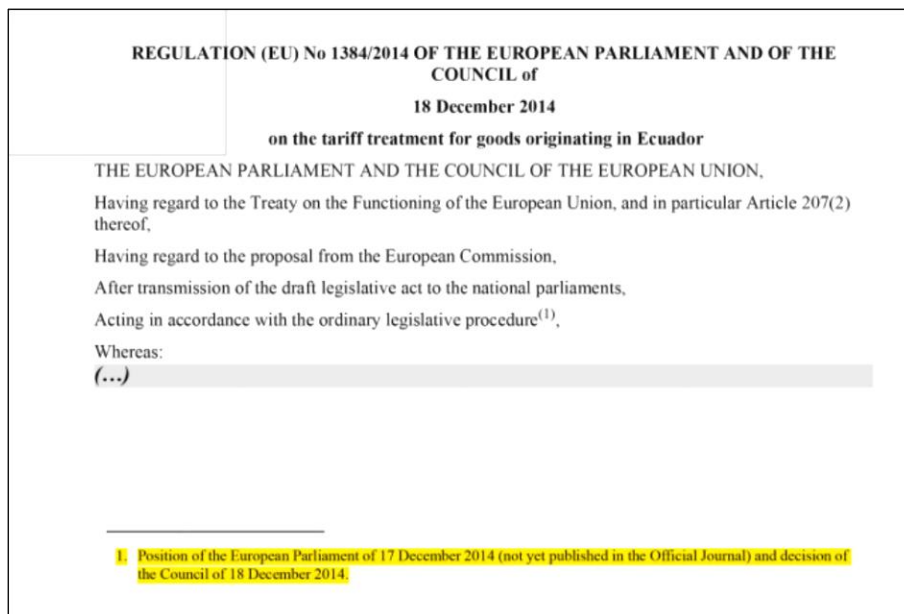 REGULATION (EU) No 1384/2014 OF THE EUROPEAN PARLIAMENT AND OF THE
COUNCIL of
18 December 2014
on the tariff treatment for goods originating in Ecuador
THE EUROPEAN PARLIAMENT AND THE COUNCIL OF THE EUROPEAN UNION,
Having regard to the Treaty on the Functioning of the European Union, and in particular Article 207(2)
thereof,
Having regard to the proposal from the European Commission,
After transmission of the draft legislative act to the national parliaments,
Acting in accordance with the ordinary legislative procedure(1),
Whereas:
(...)
1. Position of the European Parliament of 17 December 2014 (not yet published in the Official Journal) and decision of
the Council of 18 December 2014.